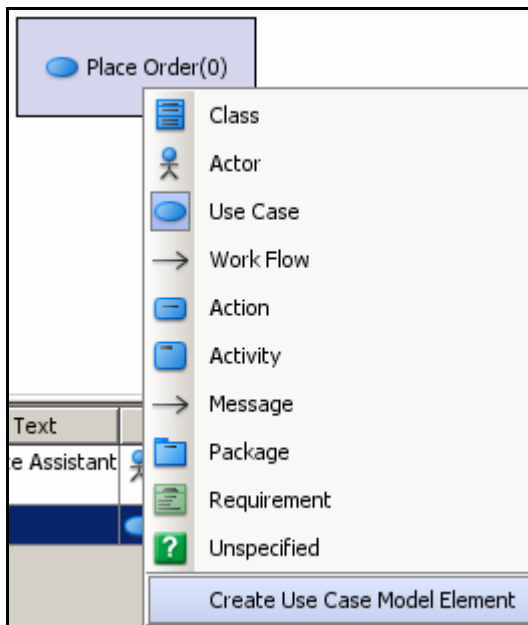 Place Order(0)
Class
Actor
Use Case
Work Flow
Action
Activity
Message
Text
Package
te Assistant
Requirement
?
Unspecified
Create Use Case Model Element